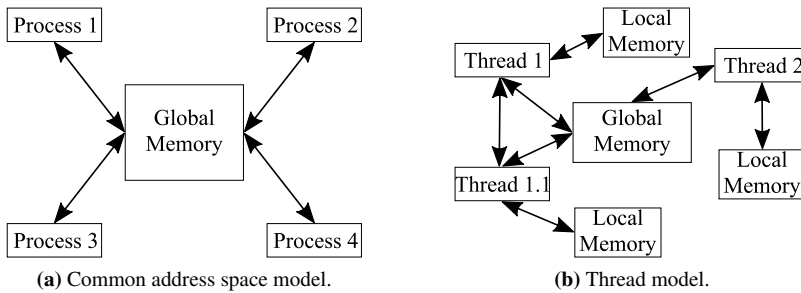 Process 1
Process 2
Global
Memory
Process 3
Process 4
(a) Common address space model.
Local
Memory
Thread 1
Thread 2
Global
Memory
Thread 1.1
Local
Memory
Local
Memory
(b) Thread model.